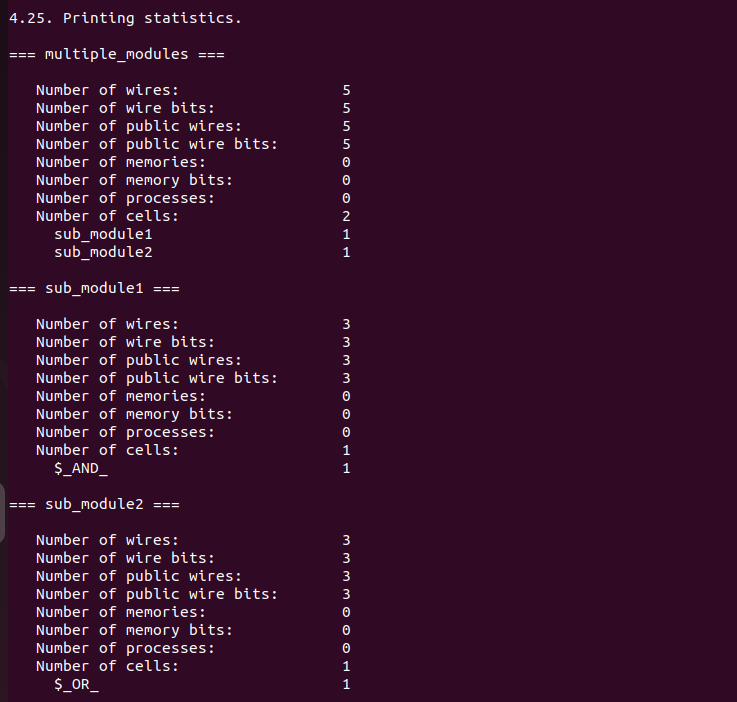 4.25. Printing statistics.
=== multiple_modules ===
Number of wires: 5
Number of wire bits: 5
Number of public wires: 5
Number of public wire bits: 5
Number of memories: 0
Number of memory bits: 0
Number of processes: 0
Number of cells: 2
sub_module1 1
sub_module2 1
=== sub_module1 ===
Number of wires: 3
Number of wire bits: 3
Number of public wires: 3
Number of public wire bits: 3
Number of memories: 0
Number of memory bits: 0
Number of processes: 0
Number of cells: 1
$_AND_ 1
=== sub_module2 ===
Number of wires: 3
Number of wire bits: 3
Number of public wires: 3
Number of public wire bits: 3
Number of memories: 0
Number of memory bits: 0
Number of processes: 0
Number of cells: 1
$_OR_ 1